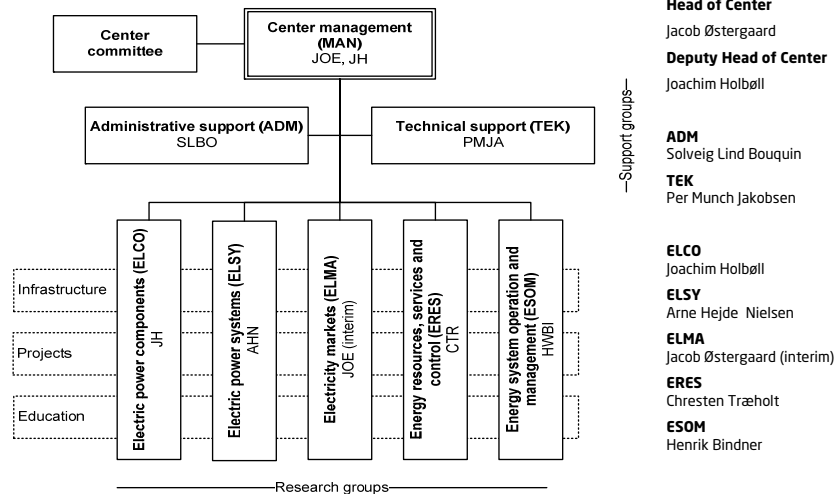 Center
committee
Center management
(MAN)
JOE, JH
Administrative support (ADM)
SLBO
Technical support (TEK)
PMJA
Infrastructure
Projects
Education
Electric power components (ELCO)
JH
Electric power systems (ELSY)
AHN
Electricity markets (ELMA)
JOE (interim)
Energy resources, services and
control (ERES)
CTR
Energy system operation and
management (ESOM)
HWBI
Research groups
Support groups
Head of Center
Jacob Østergaard
Deputy Head of Center
Joachim Holbøll
ADM
Solveig Lind Bouquin
TEK
Per Munch Jakobsen
ELCO
Joachim Holbøll
ELSY
Arne Hejde Nielsen
ELMA
Jacob Østergaard (interim)
ERES
Chresten Træholt
ESOM
Henrik Bindner